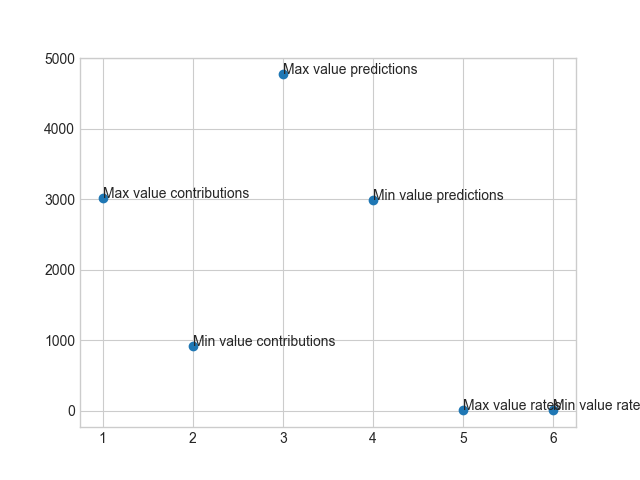 5000
Max value predictions
4000
3000
Max value contributions
Min value predictions
2000
1000
Min value contributions
0
Max value rates
Min value rate
1 2 3 4 5 6